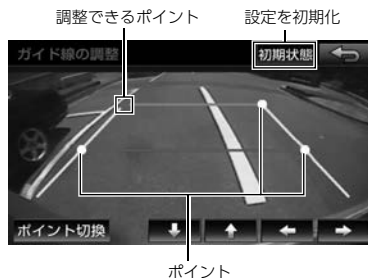 調整できるポイント
設定を初期化
ガイド線の調整
初期状態
ポイント切換
ポイント